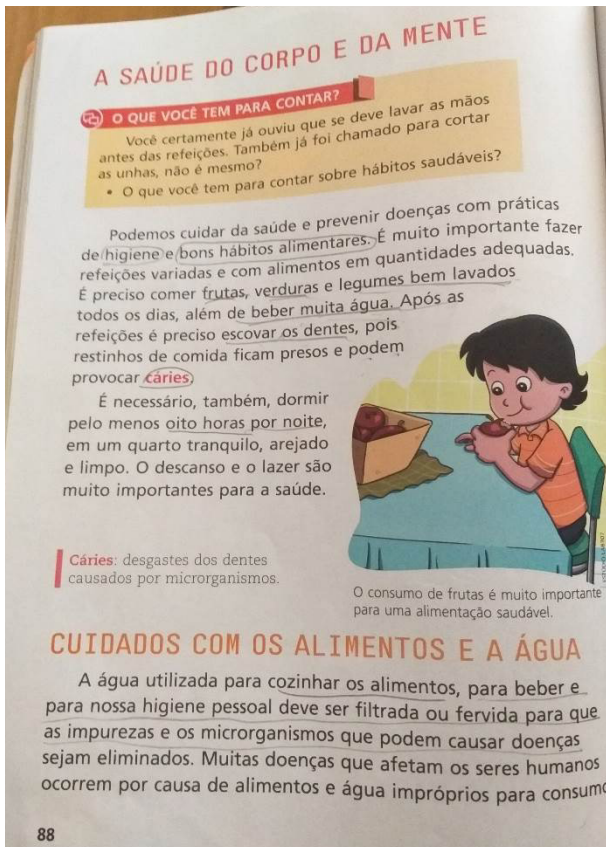 A SAÚDE DO CORPO E DA MENTE
O QUE VOCÊ TEM PARA CONTAR?
Você certamente já ouviu que se deve lavar as mãos
antes das refeições. Também já foi chamado para cortar
as unhas, não é mesmo?
• O que você tem para contar sobre hábitos saudáveis?
Podemos cuidar da saúde e prevenir doenças com práticas
de higiene e bons hábitos alimentares. É muito importante fazer
refeições variadas e com alimentos em quantidades adequadas.
É preciso comer frutas, verduras e legumes bem lavados
todos os dias, além de beber muita água. Após as
refeições é preciso escovar os dentes, pois
restinhos de comida ficam presos e podem
provocar cáries.
É necessário, também, dormir
pelo menos oito horas por noite,
em um quarto tranquilo, arejado
e limpo. O descanso e o lazer são
muito importantes para a saúde.
Cáries: desgastes dos dentes
causados por microrganismos.
O consumo de frutas é muito importante
para uma alimentação saudável.
CUIDADOS COM OS ALIMENTOS E A ÁGUA
A água utilizada para cozinhar os alimentos, para beber e
para nossa higiene pessoal deve ser filtrada ou fervida para que
as impurezas e os microrganismos que podem causar doenças
sejam eliminados. Muitas doenças que afetam os seres humanos
ocorrem por causa de alimentos e água impróprios para consumo
88